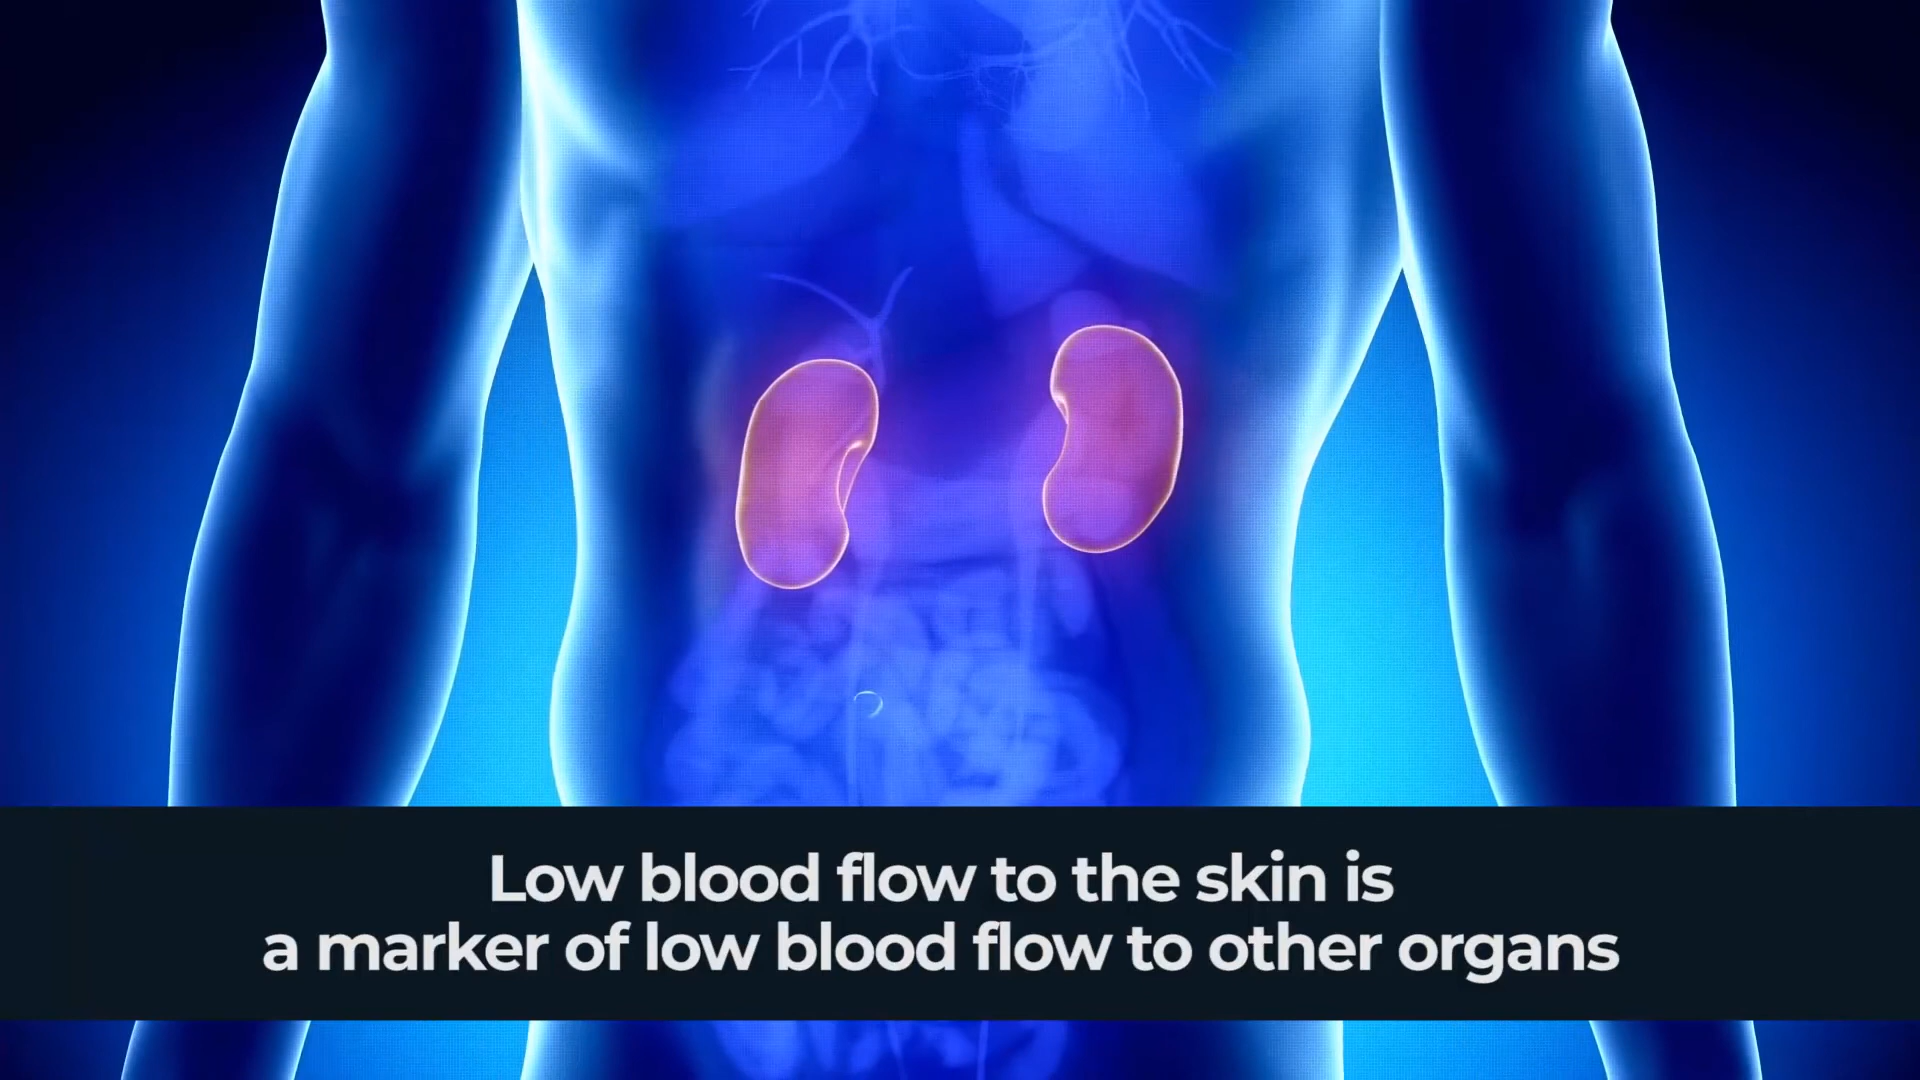 Low blood flow to the skin is
a marker of low blood flow to other organs